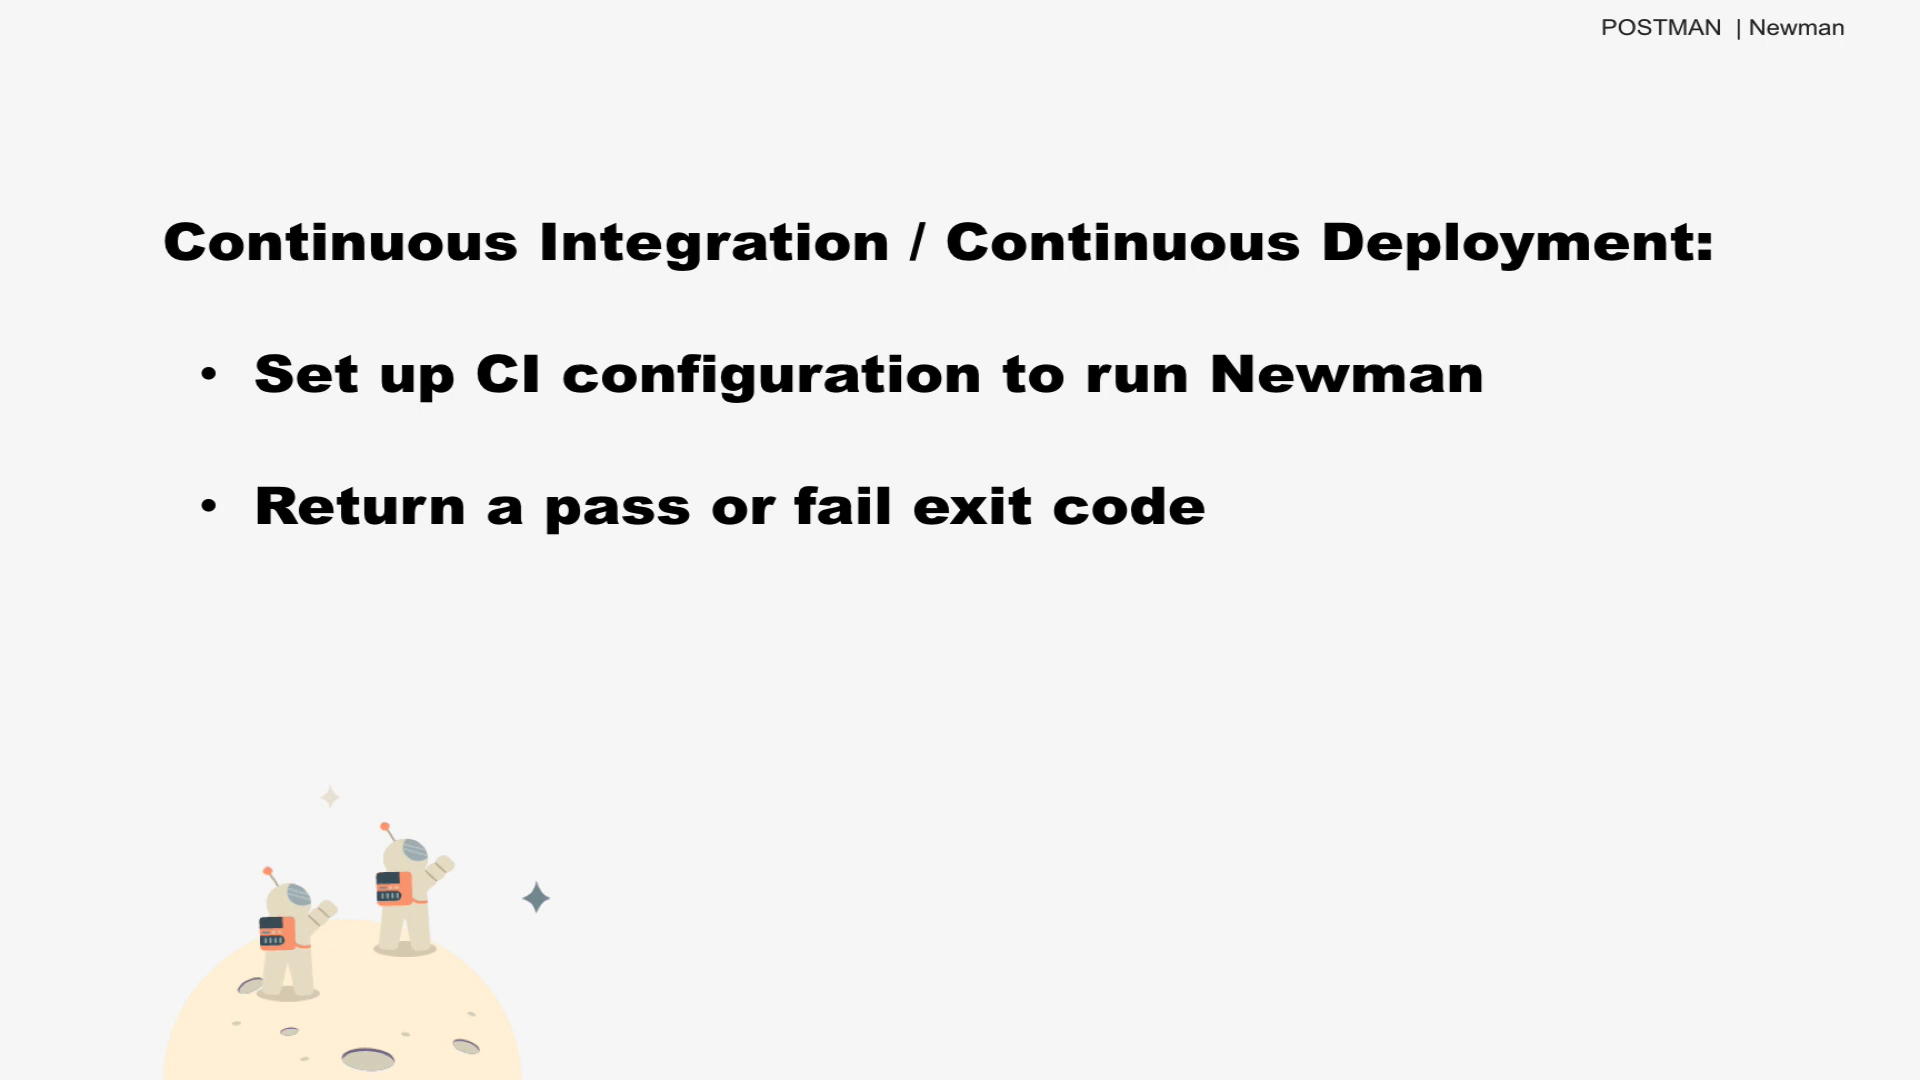 POSTMAN | Newman
Continuous Integration / Continuous Deployment:
• Set up CI configuration to run Newman
• Return a pass or fail exit code